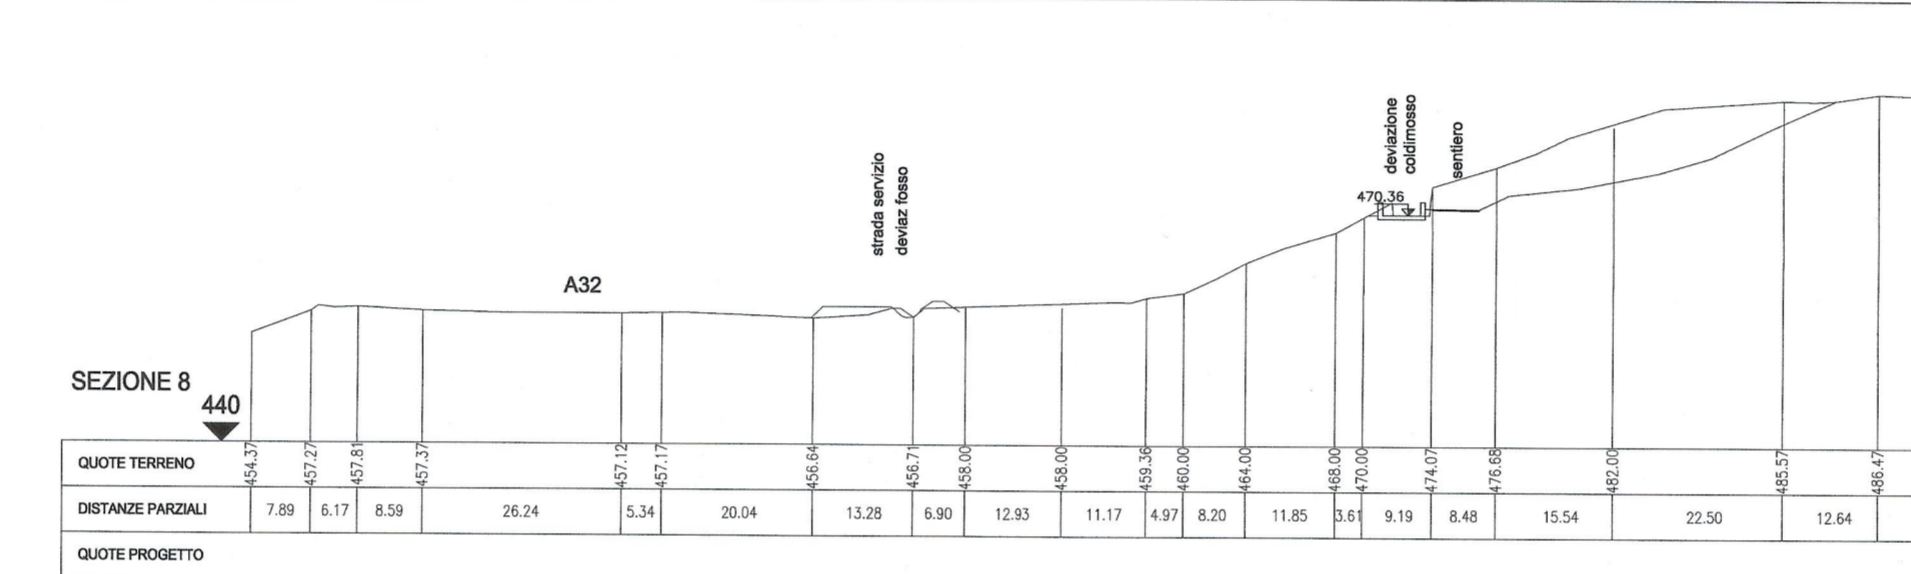 deviazione
coldimosso
sentiero
strada servizio
deviaz fosso
470.36
A32
SEZIONE 8
440
QUOTE TERRENO 454.37 457.27 457.81 457.37 457.12 457.17 456.64 456.71 458.00 458.00 459.36 460.00 464.00 468.00 470.00 474.07 476.68 482.00 485.57 486.47
DISTANZE PARZIALI 7.89 6.17 8.59 26.24 5.34 20.04 13.28 6.90 12.93 11.17 4.97 8.20 11.85 3.61 9.19 8.48 15.54 22.50 12.64
QUOTE PROGETTO